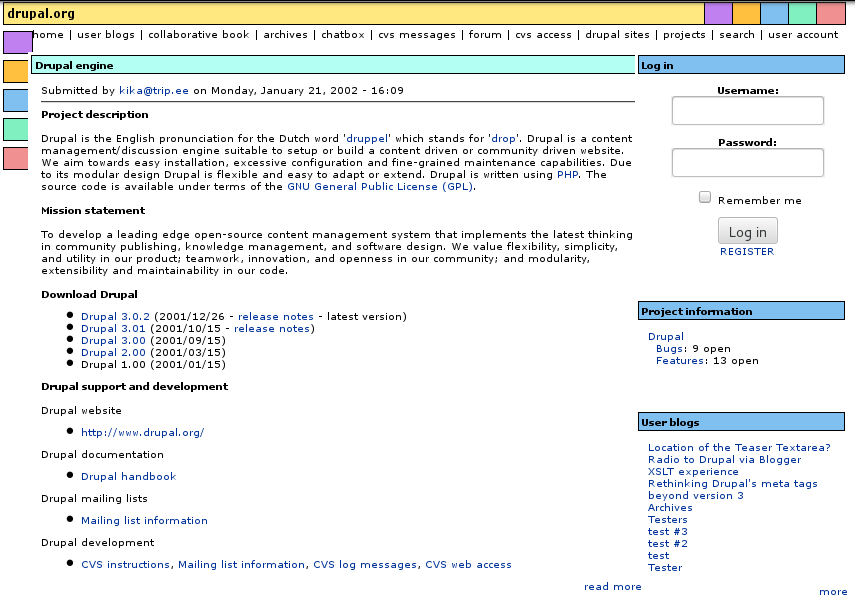 drupal.org
home | user blogs | collaborative book | archives | chatbox | cvs messages | forum | cvs access | drupal sites | projects | search | user account
Drupal engine
Submitted by kika@trip.ee on Monday, January 21, 2002 - 16:09
Project description
Drupal is the English pronunciation for the Dutch word 'druppel' which stands for 'drop'. Drupal is a content
management/discussion engine suitable to setup or build a content driven or community driven website.
We aim towards easy installation, excessive configuration and fine-grained maintenance capabilities. Due
to its modular design Drupal is flexible and easy to adapt or extend. Drupal is written using PHP. The
source code is available under terms of the GNU General Public License (GPL).
Mission statement
To develop a leading edge open-source content management system that implements the latest thinking
in community publishing, knowledge management, and software design. We value flexibility, simplicity,
and utility in our product; teamwork, innovation, and openness in our community; and modularity,
extensibility and maintainability in our code.
Download Drupal
• Drupal 3.0.2 (2001/12/26 - release notes - latest version)
• Drupal 3.01 (2001/10/15 - release notes)
• Drupal 3.00 (2001/09/15)
• Drupal 2.00 (2001/03/15)
• Drupal 1.00 (2001/01/15)
Drupal support and development
Drupal website
• http://www.drupal.org/
Drupal documentation
• Drupal handbook
Drupal mailing lists
• Mailing list information
Drupal development
• CVS instructions, Mailing list information, CVS log messages, CVS web access
read more
Log in
Username:
Password:
Remember me
Log in
REGISTER
Project information
Drupal
Bugs: 9 open
Features: 13 open
User blogs
Location of the Teaser Textarea?
Radio to Drupal via Blogger
XSLT experience
Rethinking Drupal's meta tags
beyond version 3
Archives
Testers
test #3
test #2
test
Tester
more